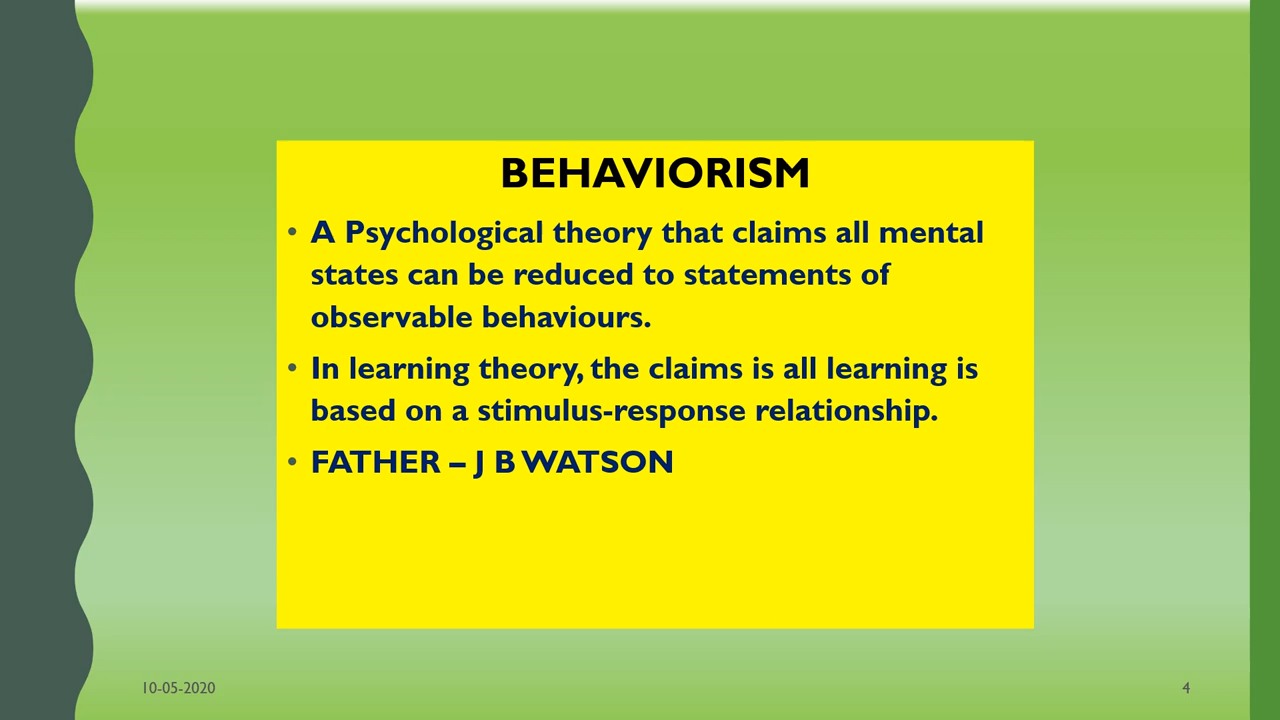 BEHAVIORISM
• A Psychological theory that claims all mental
states can be reduced to statements of
observable behaviours.
• In learning theory, the claims is all learning is
based on a stimulus-response relationship.
• FATHER – J B WATSON
10-05-2020
4